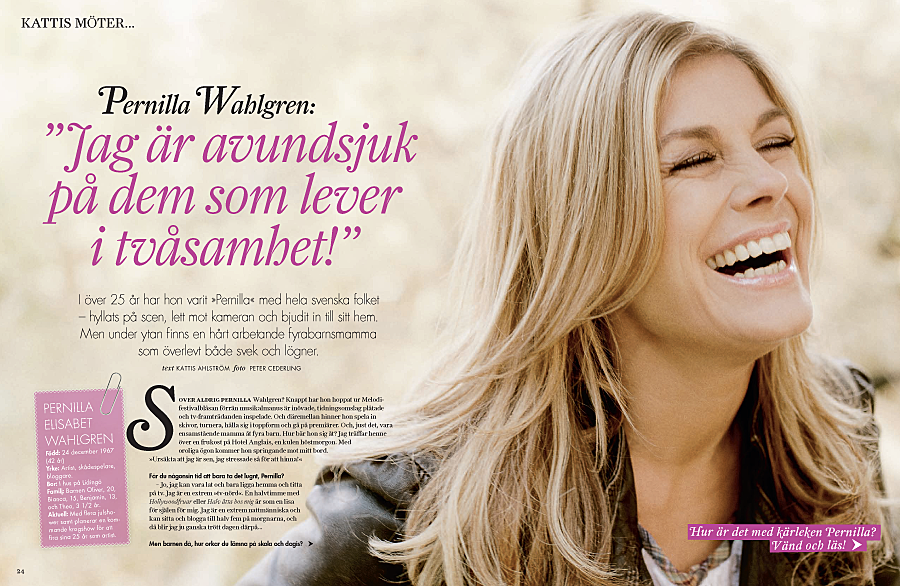 KATTIS MÖTER...
Pernilla Wahlgren:
”Jag är avundsjuk
på dem som lever
i tvåsamhet!”
I över 25 år har hon varit »Pernilla« med hela svenska folket
– hyllats på scen, lett mot kameran och bjudit in till sitt hem.
Men under ytan finns en hårt arbetande fyrabarnsmamma
som överlevt både svek och lögner.
text KATTIS AHLSTRÖM foto PETER CEDERLING
PERNILLA
ELISABET
WAHLGREN
Född: 24 december 1967
(42 år)
Yrke: Artist, skådespelare,
bloggare
Bor: I hus på Lidingö
Familj: Barnen Oliver, 20,
Bianca, 15, Benjamin, 13,
och Theo, 3 1/2 år
Aktuell: Med flera julsho-
wer samt planerar en kom-
mande krogshow för att
fira sina 25 år som artist.
SOVER ALDRIG PERNILLA Wahlgren? Knappt har hon hoppat ur Melodi-
festivalblåsan förrän musikalmanus är inövade, tidningsomslag plåtade
och tv-framträdanden inspelade. Och däremellan hinner hon spela in
skivor, turnera, hålla sig i toppform och gå på premiärer. Och, just det, vara
ensamstående mamma åt fyra barn. Hur bär hon sig åt? Jag träffar henne
över en frukost på Hotel Anglais, en kulen höstmorgon. Med
oroliga ögon kommer hon springande mot mitt bord.
»Ursäkta att jag är sen, jag stressade så för att hinna!«
Får du någonsin tid att bara ta det lugnt, Pernilla?
– Jo, jag kan vara lat och bara ligga hemma och titta
på tv. Jag är en extrem »tv-nörd«. En halvtimme med
Hollywoodfruar eller Halv åtta hos mig är som en lisa
för själen för mig. Jag är en extrem nattmänniska och
kan sitta och blogga till halv fem på morgnarna, och
då blir jag ju ganska trött dagen därpå...
Men barnen då, hur orkar du lämna på skola och dagis?
Hur är det med kärleken Pernilla?
Vänd och läs!
24